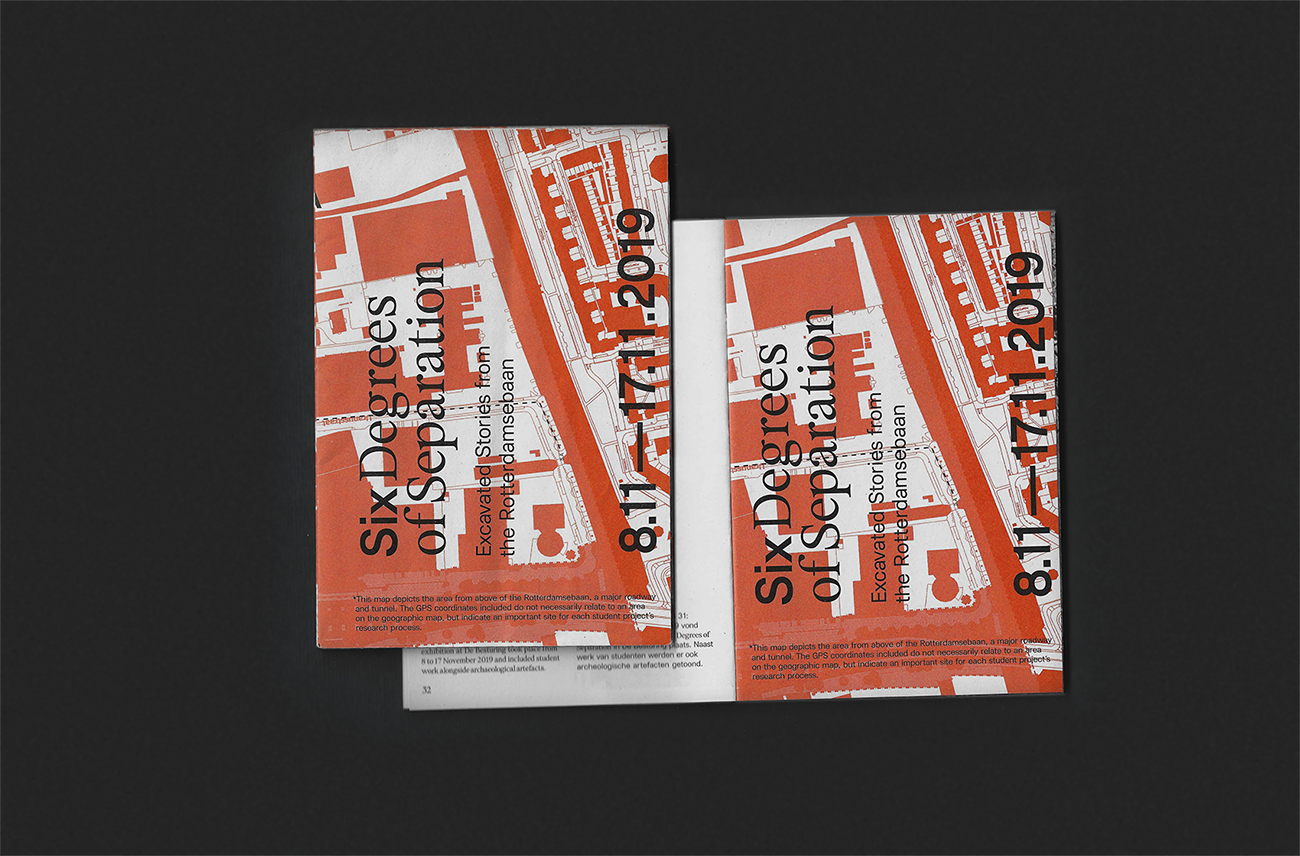 Six Degrees
of Separation
Excavated Stories from
the Rotterdamsebaan
8.11—17.11.2019
*This map depicts the area from above of the Rotterdamsebaan, a major roadway
and tunnel. The GPS coordinates included do not necessarily relate to an area
on the geographic map, but indicate an important site for each student project's
research process.
exhibition at De Besturing took place from
8 to 17 November 2019 and included student
work alongside archaeological artefacts.
32
31:
vond
Degrees of
Separation in De Besturing plaats. Naast
werk van studenten werden er ook
archeologische artefacten getoond.
Six Degrees
of Separation
Excavated Stories from
the Rotterdamsebaan
8.11—17.11.2019
*This map depicts the area from above of the Rotterdamsebaan, a major roadway
and tunnel. The GPS coordinates included do not necessarily relate to an area
on the geographic map, but indicate an important site for each student project's
research process.